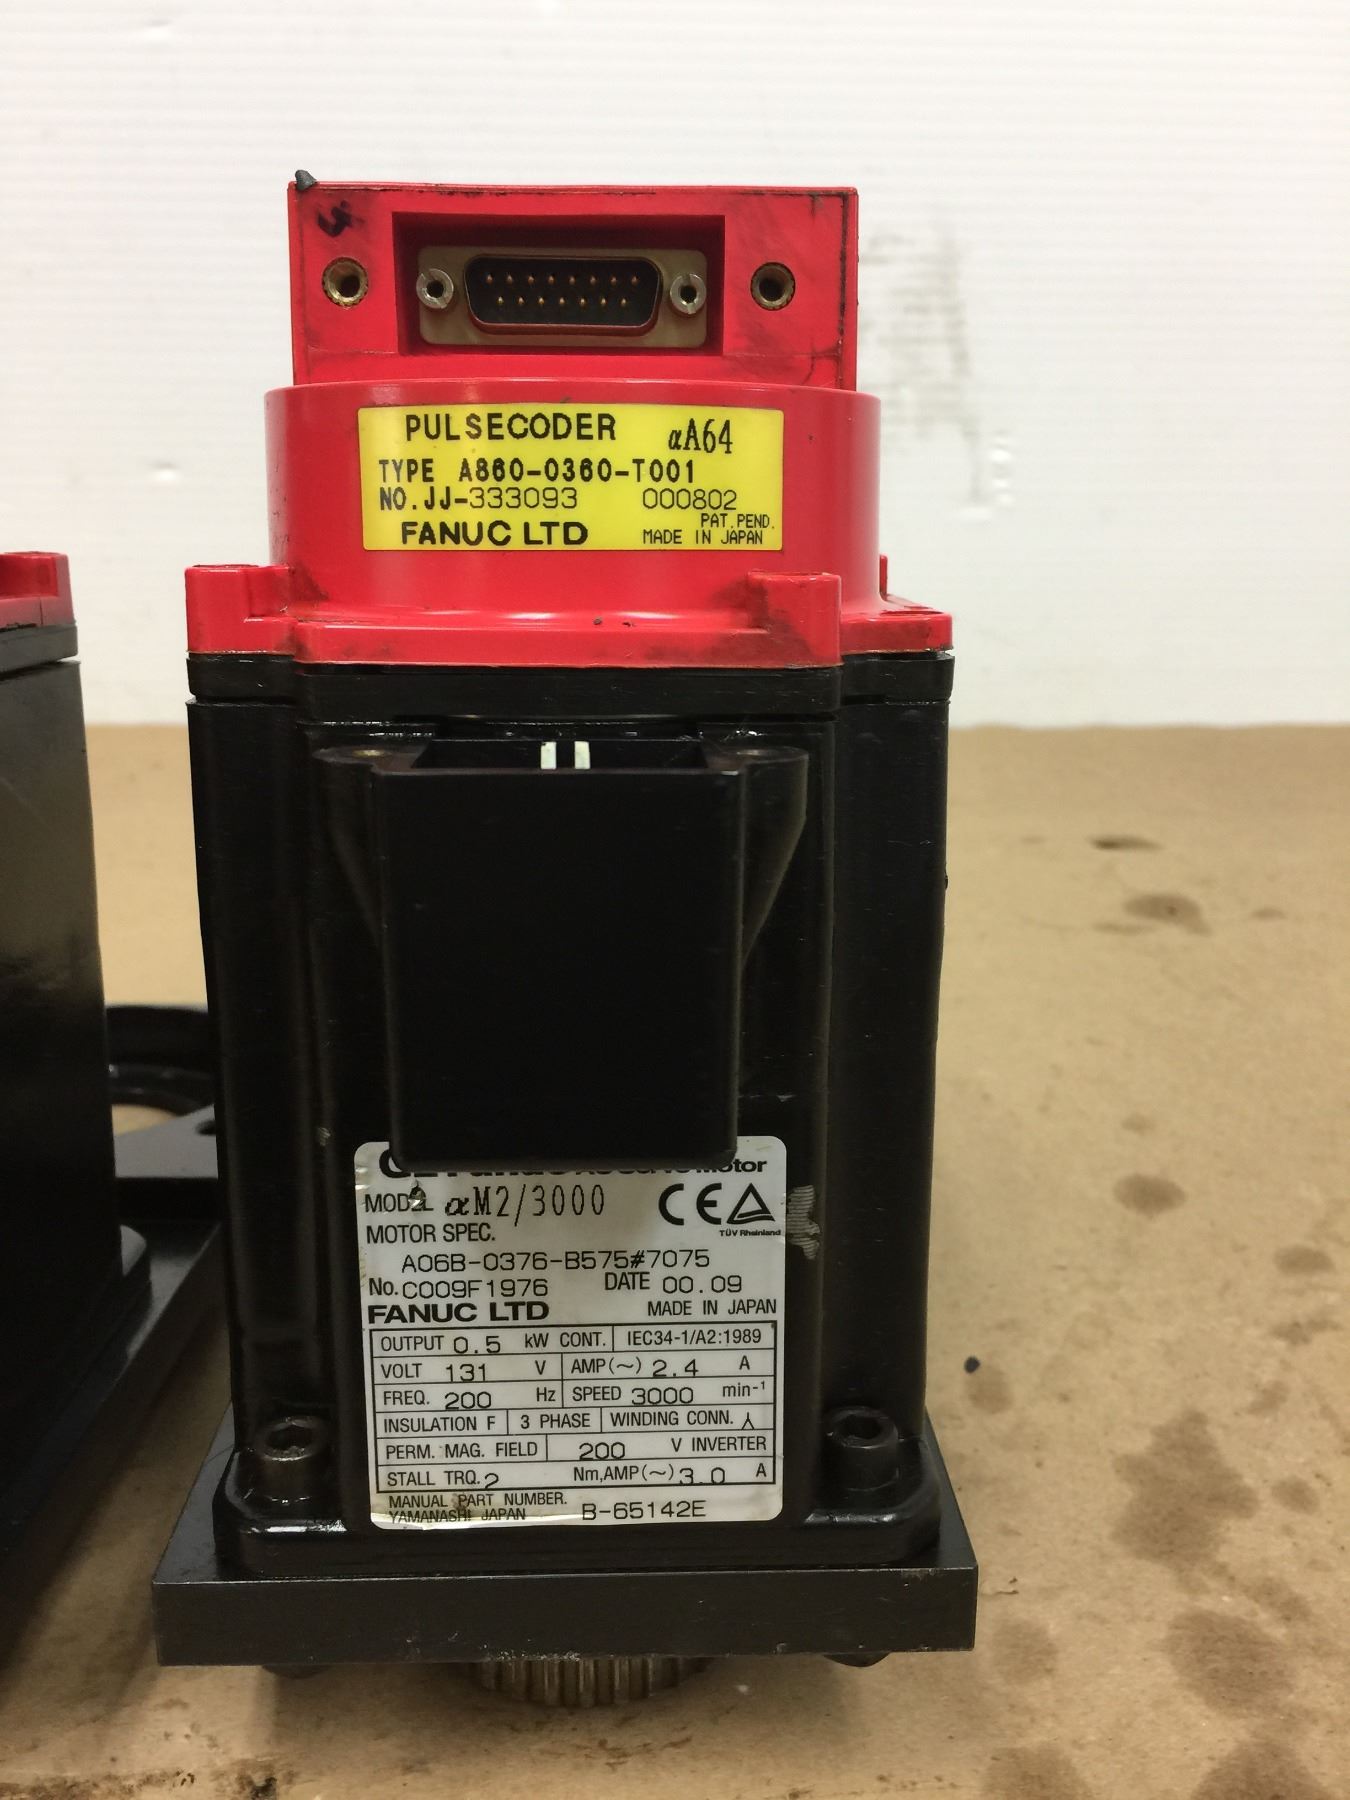 PULSECODER αA64
TYPE A860-0360-T001
NO.JJ-333093 000802
PAT.PEND.
FANUC LTD MADE IN JAPAN
Motor
MODEL αM2/3000
CE
TÜV Rheinland
MOTOR SPEC.
A06B-0376-B575#7075
No.C009F1976 DATE 00.09
FANUC LTD MADE IN JAPAN
OUTPUT 0.5 kW CONT. IEC34-1/A2:1989
VOLT 131 V AMP(~) 2.4 A
FREQ. 200 Hz SPEED 3000 min-1
INSULATION F 3 PHASE WINDING CONN. 人
PERM. MAG. FIELD 200 V INVERTER
STALL TRQ. 2 Nm,AMP(~) 3.0 A
MANUAL PART NUMBER. B-65142E
YAMANASHI JAPAN